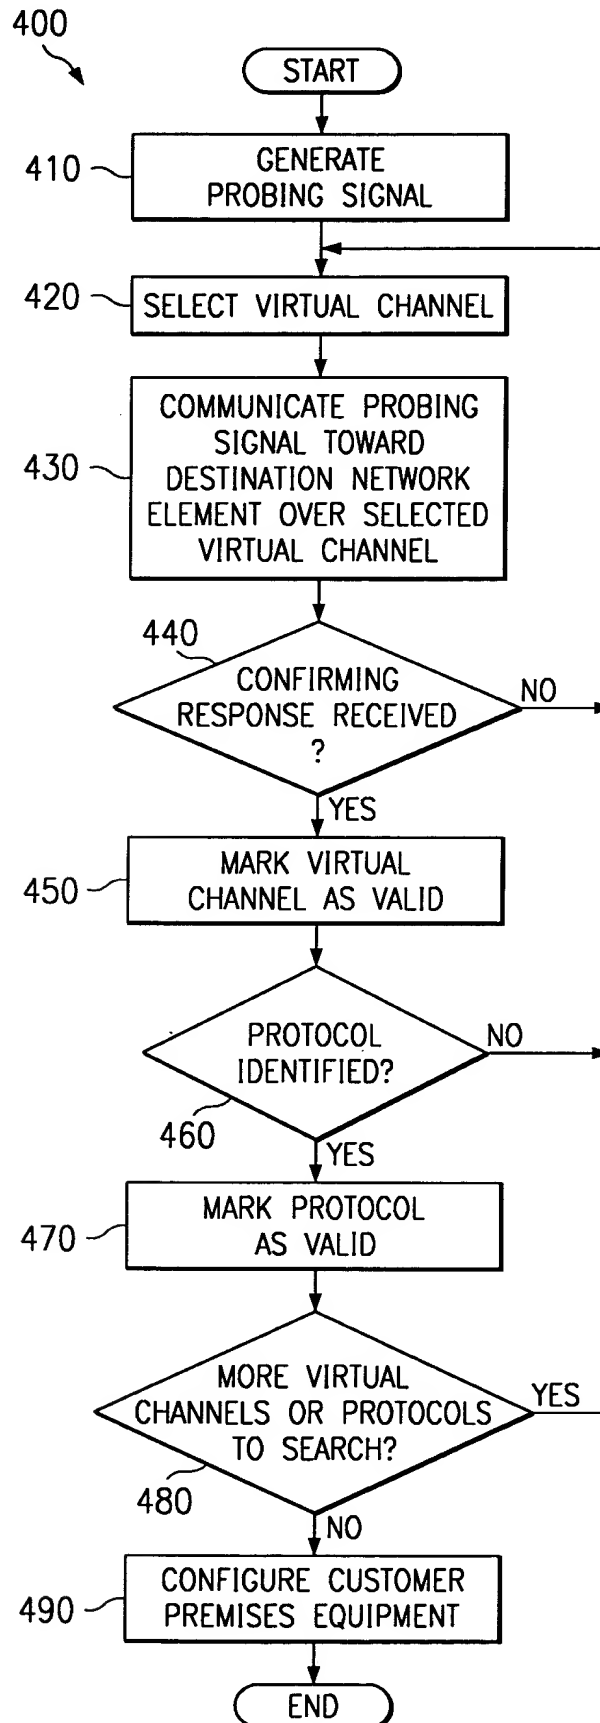 400
START
410
GENERATE
PROBING SIGNAL
420
SELECT VIRTUAL CHANNEL
430
COMMUNICATE PROBING
SIGNAL TOWARD
DESTINATION NETWORK
ELEMENT OVER SELECTED
VIRTUAL CHANNEL
440
CONFIRMING
RESPONSE RECEIVED
?
NO
YES
450
MARK VIRTUAL
CHANNEL AS VALID
PROTOCOL
IDENTIFIED?
NO
460
YES
470
MARK PROTOCOL
AS VALID
MORE VIRTUAL
CHANNELS OR PROTOCOLS
TO SEARCH?
YES
480
NO
490
CONFIGURE CUSTOMER
PREMISES EQUIPMENT
END